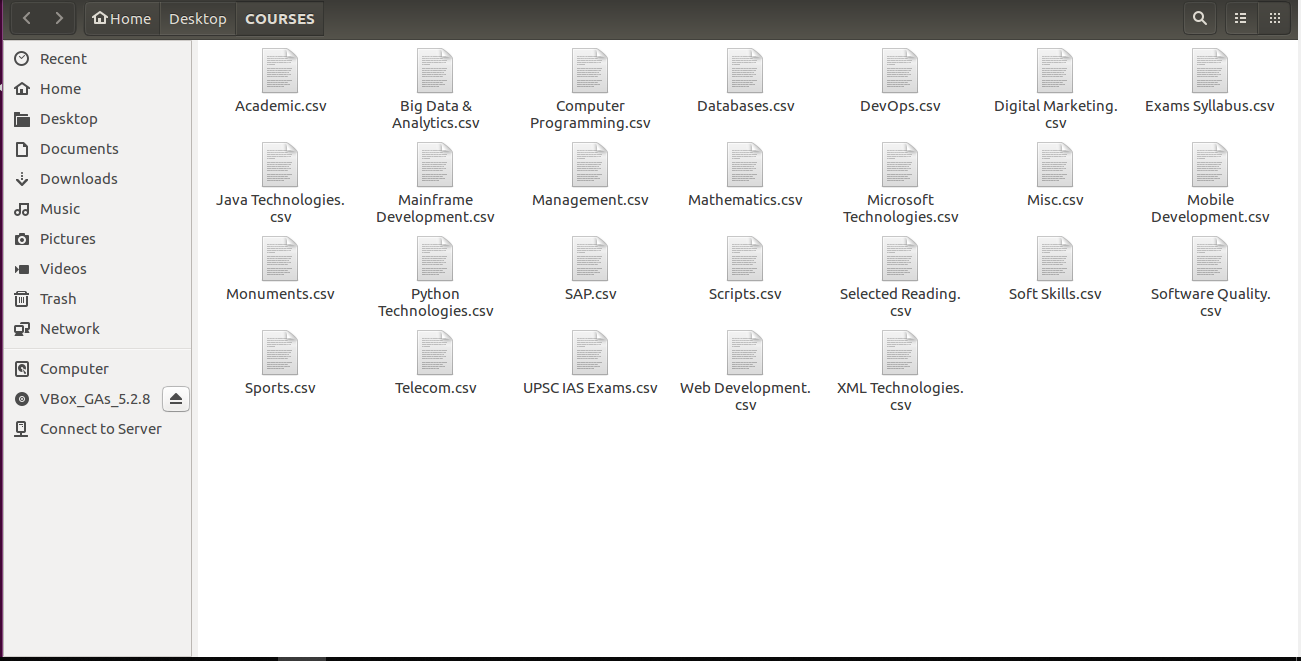 Home Desktop COURSES
Recent
Home
Desktop
Documents
Downloads
Music
Pictures
Videos
Trash
Network
Computer
VBox_GAs_5.2.8
Connect to Server
Academic.csv
Big Data &
Analytics.csv
Computer
Programming.csv
Databases.csv
DevOps.csv
Digital Marketing.
csv
Exams Syllabus.csv
Java Technologies.
csv
Mainframe
Development.csv
Management.csv
Mathematics.csv
Microsoft
Technologies.csv
Misc.csv
Mobile
Development.csv
Monuments.csv
Python
Technologies.csv
SAP.csv
Scripts.csv
Selected Reading.
csv
Soft Skills.csv
Software Quality.
csv
Sports.csv
Telecom.csv
UPSC IAS Exams.csv
Web Development.
csv
XML Technologies.
csv